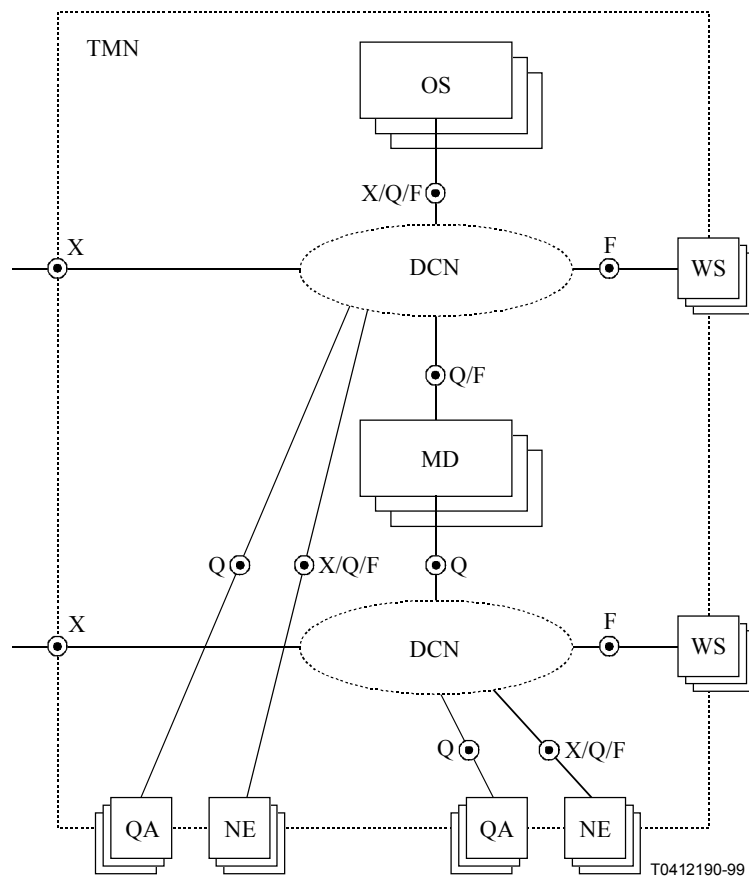 TMN
OS
X/Q/F
X
DCN
F
WS
Q/F
MD
Q
X/Q/F
Q
X
DCN
F
WS
Q
X/Q/F
QA
NE
QA
NE
T0412190-99